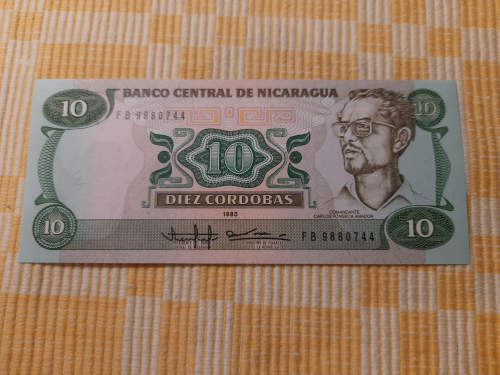 BANCO CENTRAL DE NICARAGUA
10
10
FB 9880744
10
DIEZ CORDOBAS
1985
COMANDANTE
CARLOS FONSECA AMADOR
10
10
FB 9880744